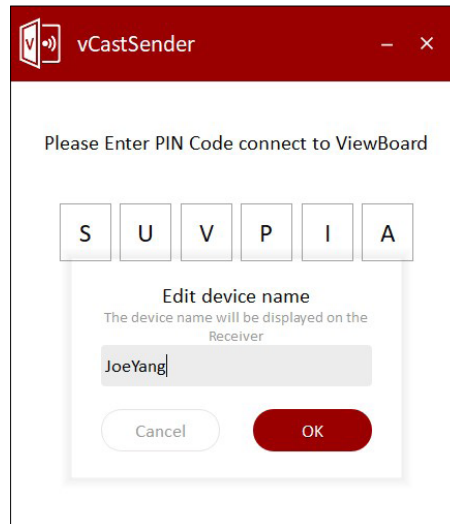 V
vCastSender
Please Enter PIN Code connect to ViewBoard
S U V P I A
Edit device name
The device name will be displayed on the
Receiver
JoeYang
Cancel OK